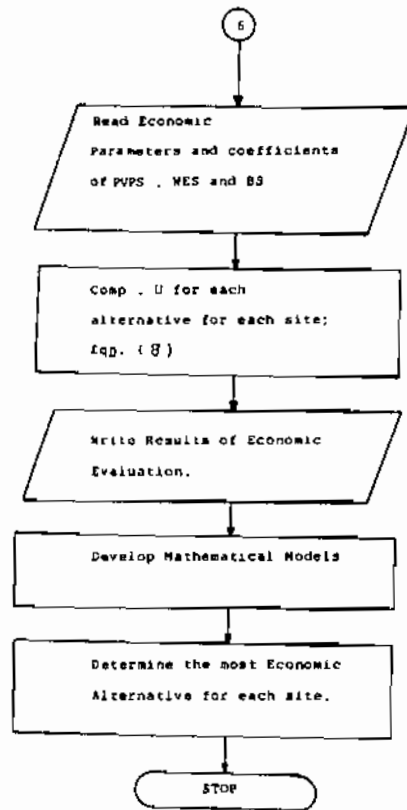 6
Read Economic
Parameters and coefficients
of PVPS , WES and BS
Comp . U for each
alternative for each site;
Eqn. ( 8 )
Write Results of Economic
Evaluation.
Develop Mathematical Models
Determine the most Economic
Alternative for each site.
STOP